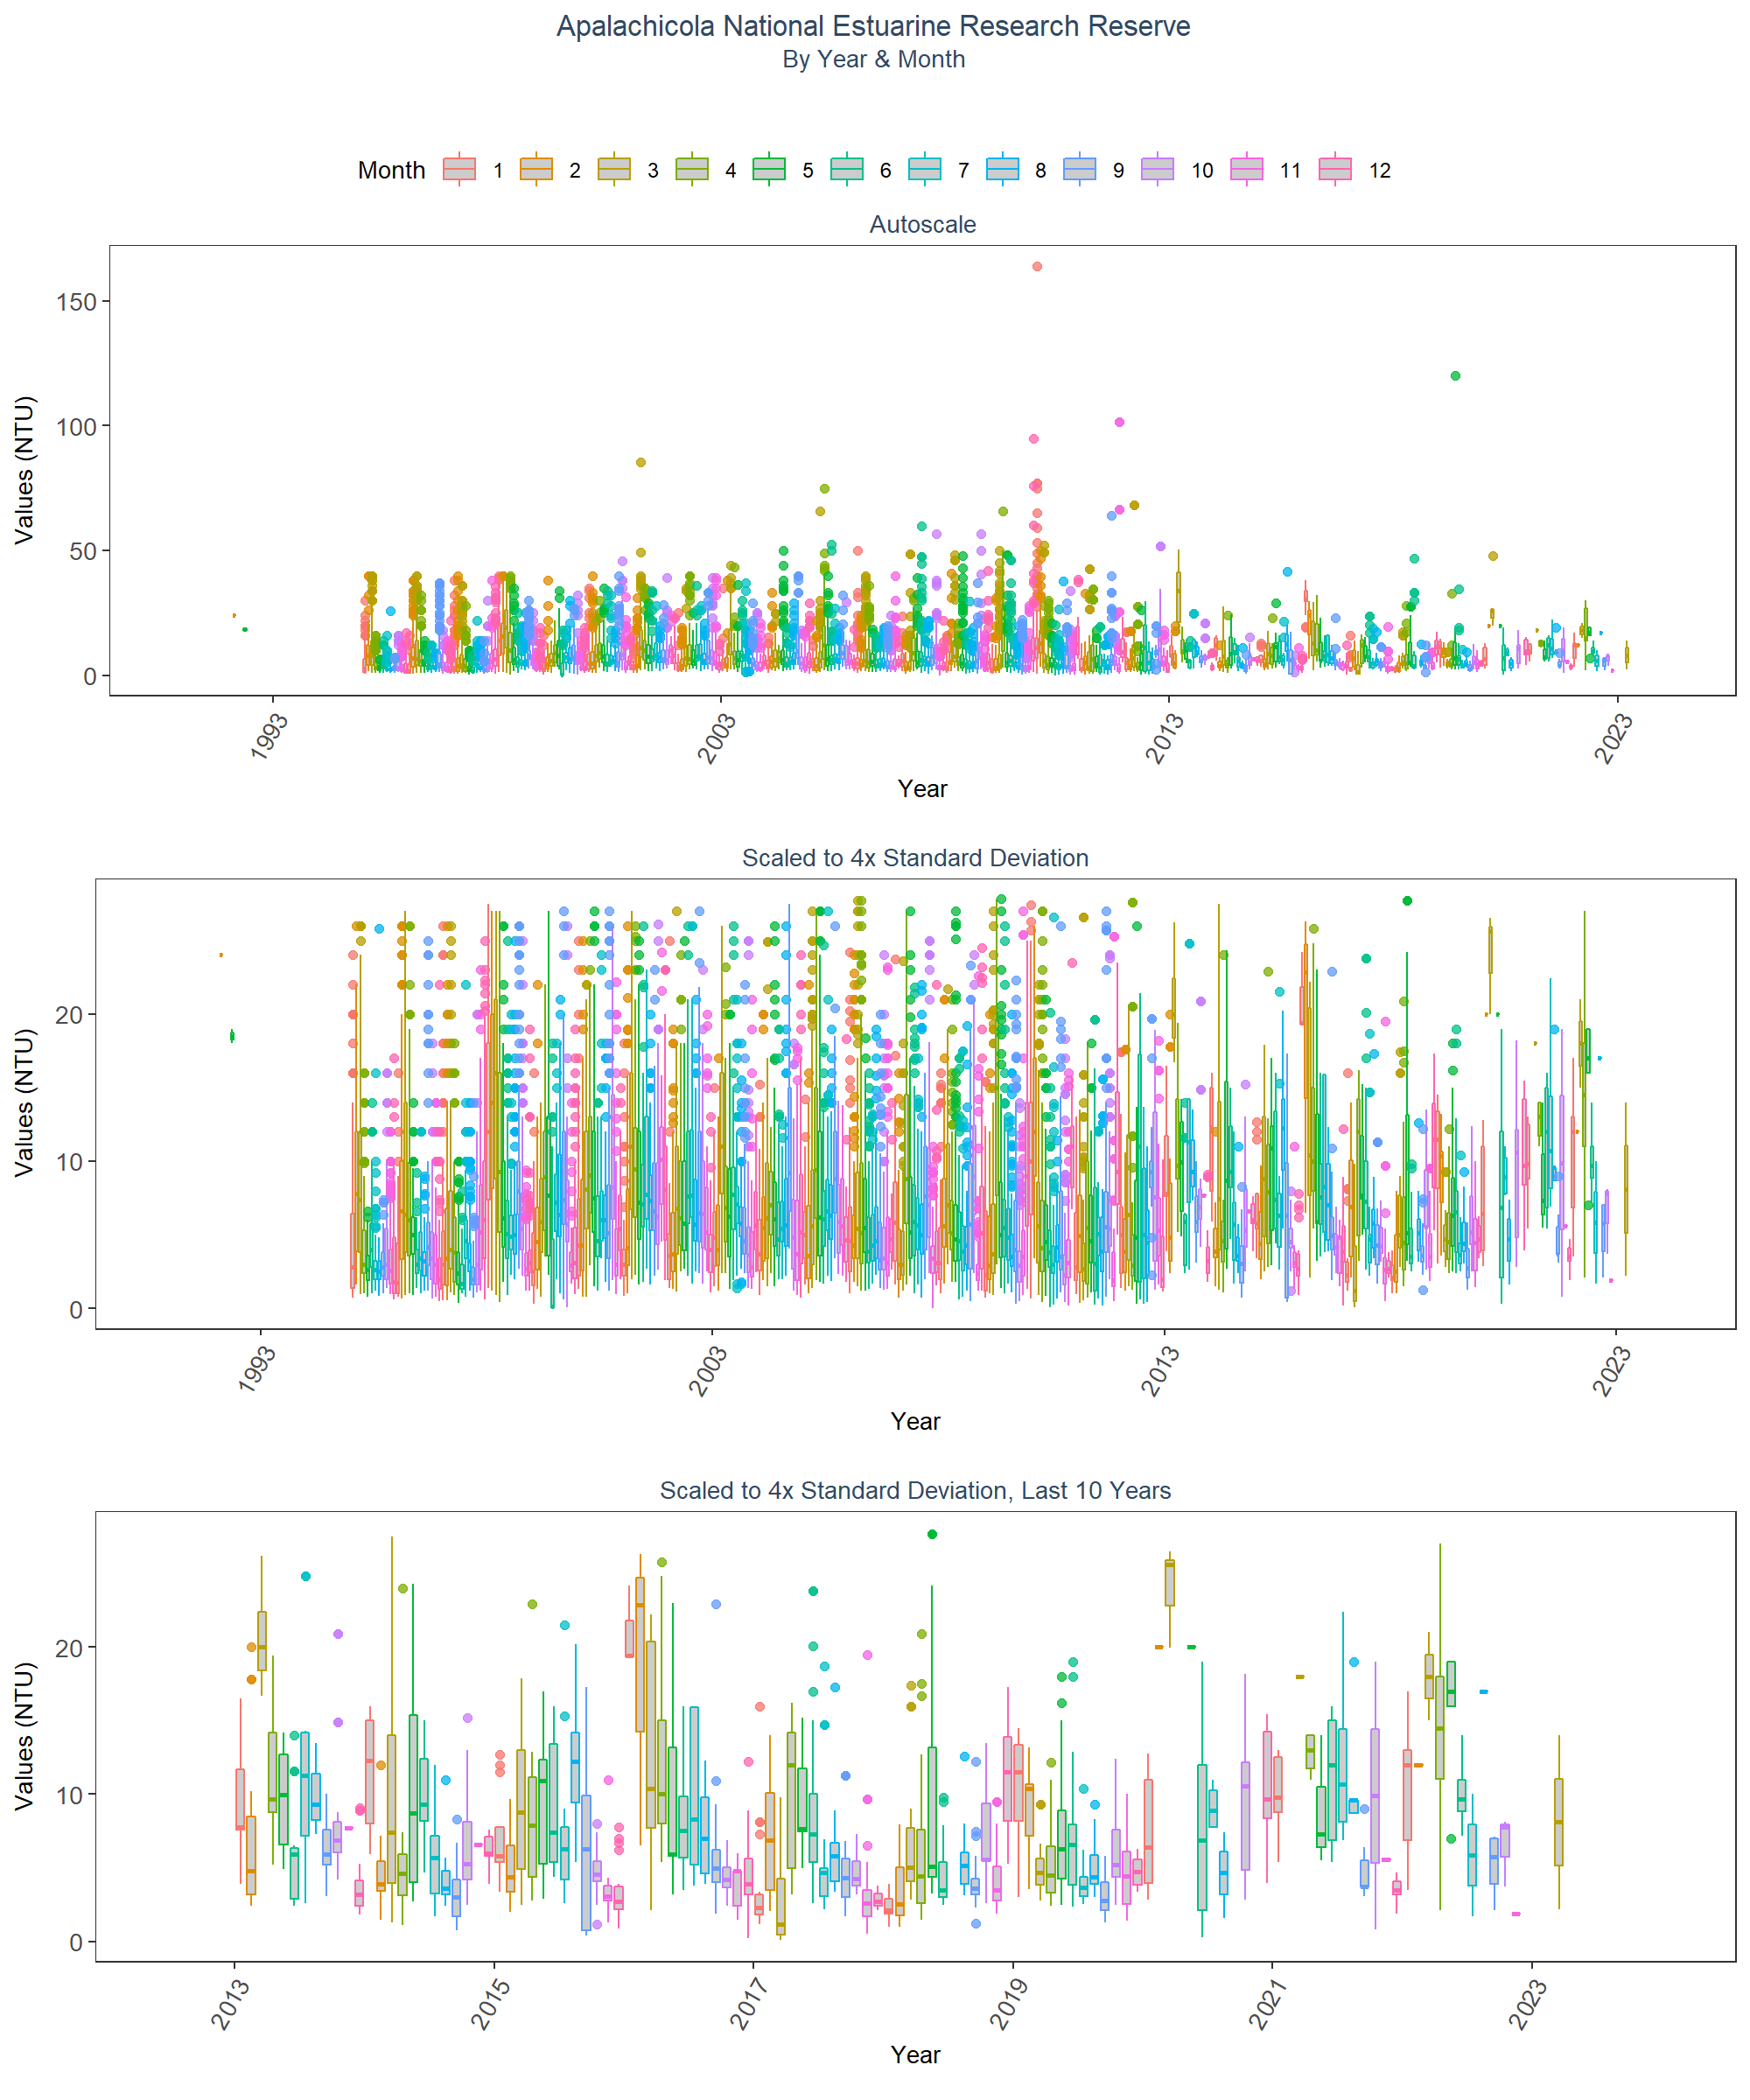 Apalachicola National Estuarine Research Reserve
By Year & Month
Month 1 2 3 4 5 6 7 8 9 10 11 12
Autoscale
Values (NTU)
150
100
50
0
1993 2003 2013 2023
Year
Scaled to 4x Standard Deviation
Values (NTU)
20
10
0
1993 2003 2013 2023
Year
Scaled to 4x Standard Deviation, Last 10 Years
Values (NTU)
20
10
0
2013 2015 2017 2019 2021 2023
Year